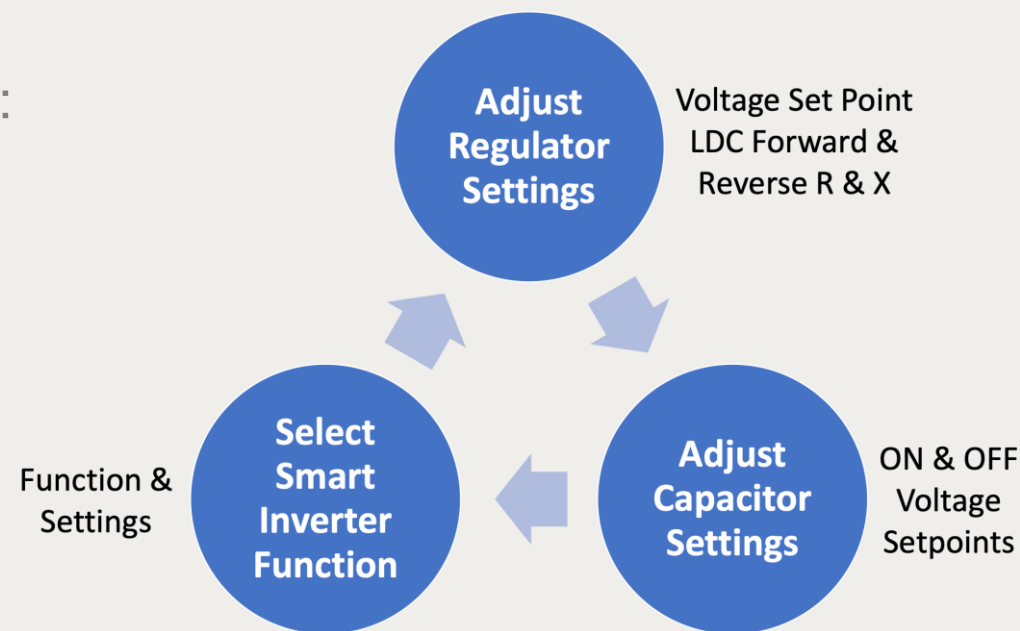 :
Adjust
Regulator
Settings
Voltage Set Point
LDC Forward &
Reverse R & X
Adjust
Capacitor
Settings
ON & OFF
Voltage
Setpoints
Select
Smart
Inverter
Function
Function &
Settings